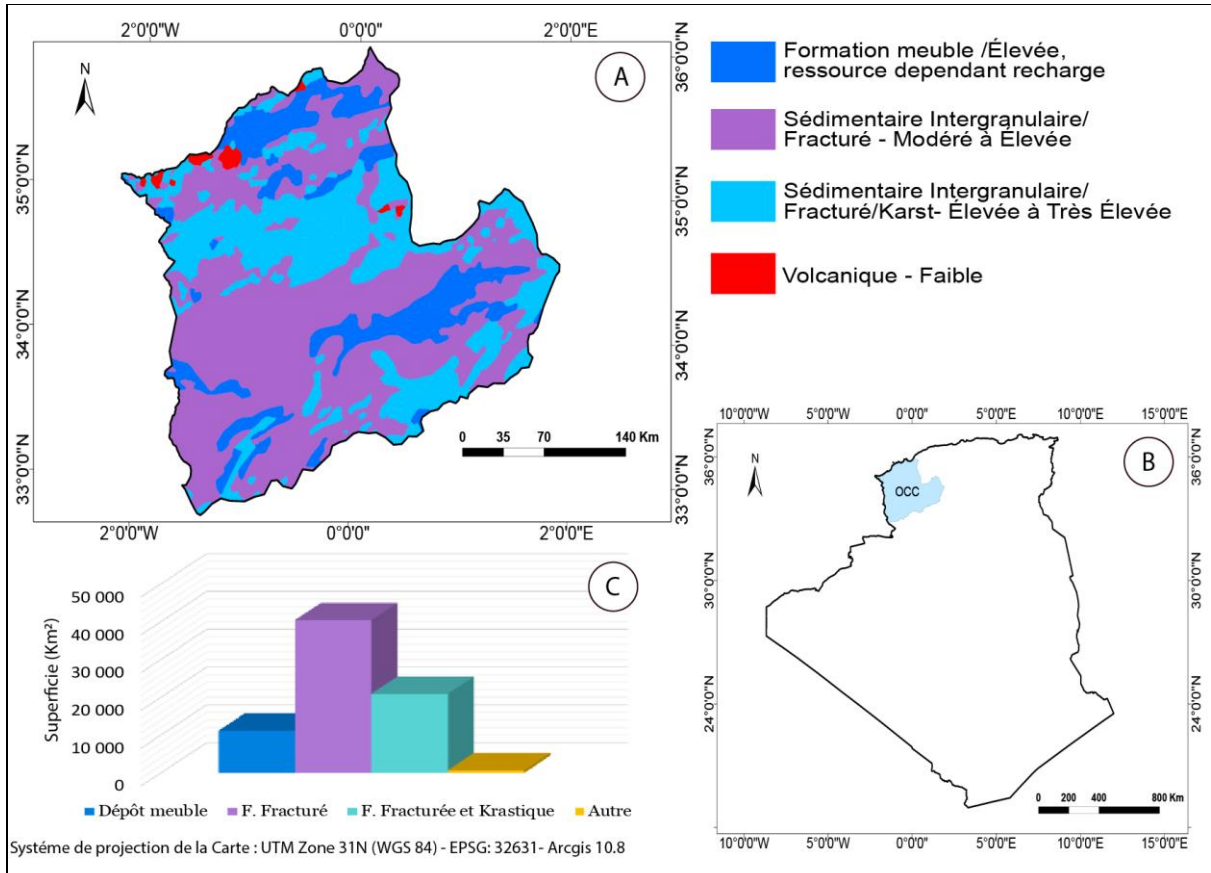 2°0'0"W
0°0'0"
2°0'0"E
N
A
36°0'0"N
35°0'0"N
35°0'0"N
34°0'0"N
34°0'0"N
33°0'0"N
33°0'0"N
0 35 70 140 Km
2°0'0"W
0°0'0"
2°0'0"E
Formation meuble /Élevée,
ressource dependant recharge
Sédimentaire Intergranulaire/
Fracturé - Modéré à Élevée
Sédimentaire Intergranulaire/
Fracturé/Karst- Élevée à Très Élevée
Volcanique - Faible
10°0'0"W
5°0'0"W
0°0'0"
5°0'0"E
10°0'0"E
15°0'0"E
N
B
OCC
36°0'0"N
36°0'0"N
30°0'0"N
30°0'0"N
24°0'0"N
24°0'0"N
0 200 400 800 Km
10°0'0"W
5°0'0"W
0°0'0"
5°0'0"E
10°0'0"E
15°0'0"E
C
Superficie (Km²)
50 000
40 000
30 000
20 000
10 000
0
Dépôt meuble
F. Fracturé
F. Fracturée et Krastique
Autre
Systéme de projection de la Carte : UTM Zone 31N (WGS 84) - EPSG: 32631- Arcgis 10.8